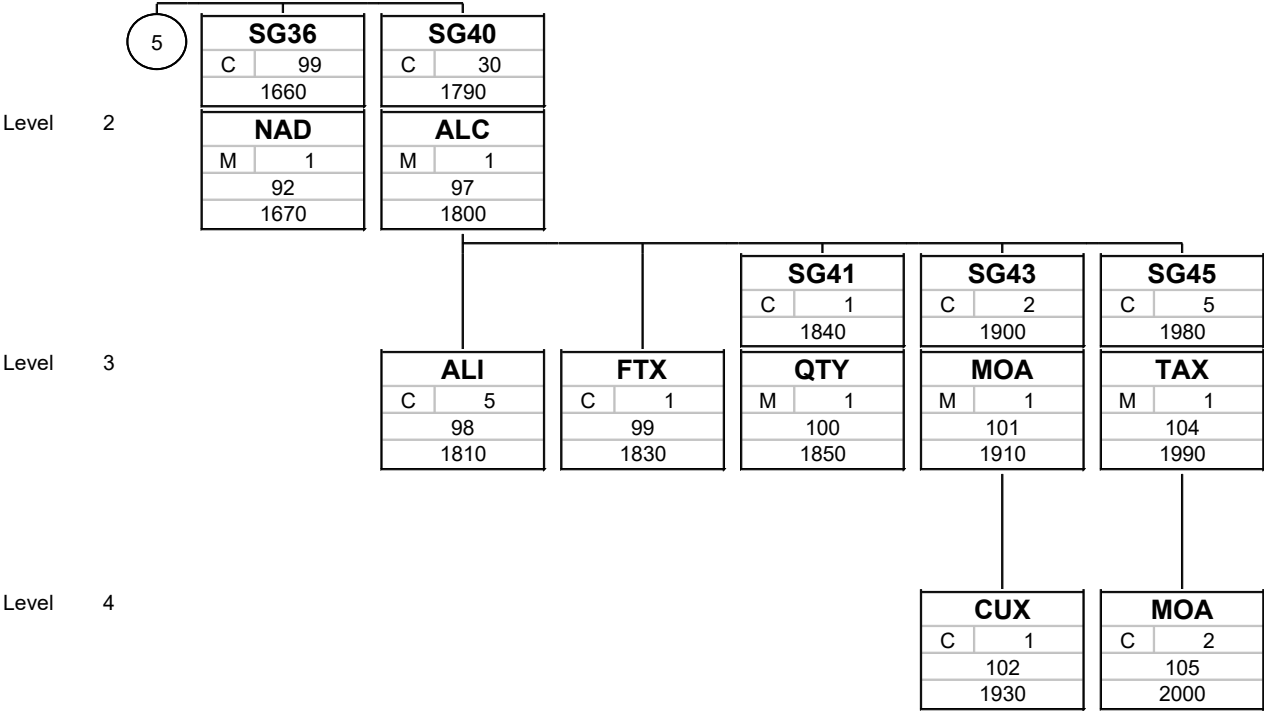 5
SG36 SG40
C 99 C 30
1660 1790
Level 2
NAD ALC
M 1 M 1
92 97
1670 1800
SG41 SG43 SG45
C 1 C 2 C 5
1840 1900 1980
Level 3
ALI FTX QTY MOA TAX
C 5 C 1 M 1 M 1 M 1
98 99 100 101 104
1810 1830 1850 1910 1990
Level 4
CUX MOA
C 1 C 2
102 105
1930 2000